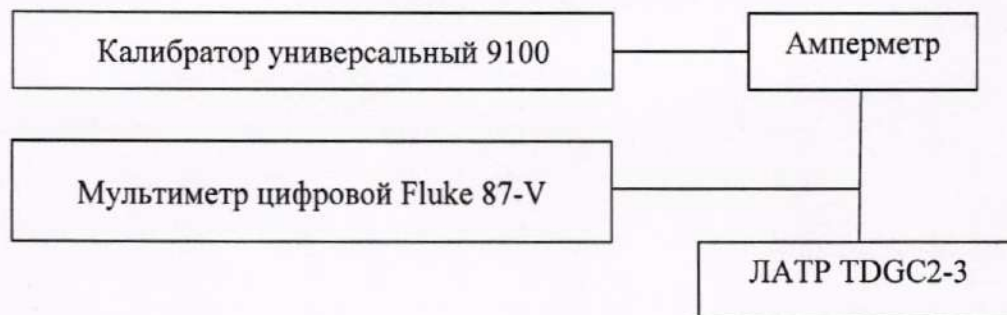 Калибратор универсальный 9100
Амперметр
Мультиметр цифровой Fluke 87-V
ЛАТР TDGC2-3